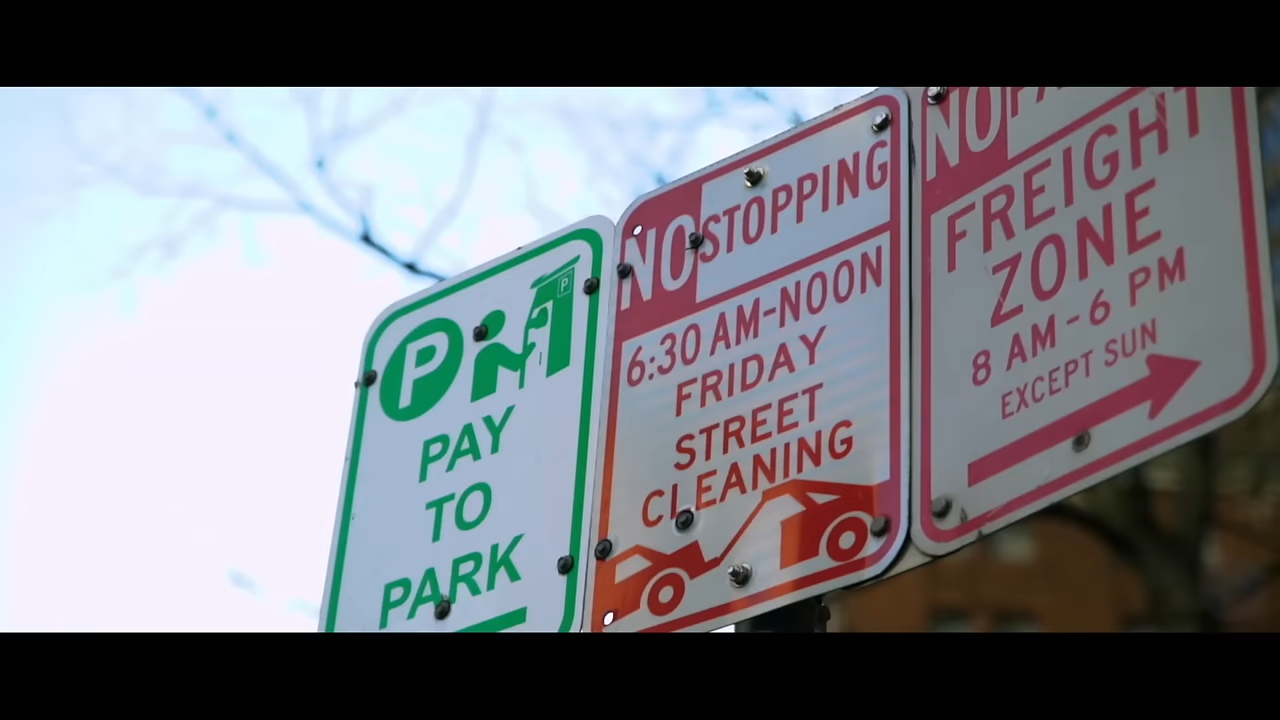 P
P
PAY
TO
PARK
NO STOPPING
6:30 AM-NOON
FRIDAY
STREET
CLEANING
NO
FREIGHT
ZONE
8 AM-6 PM
EXCEPT SUN